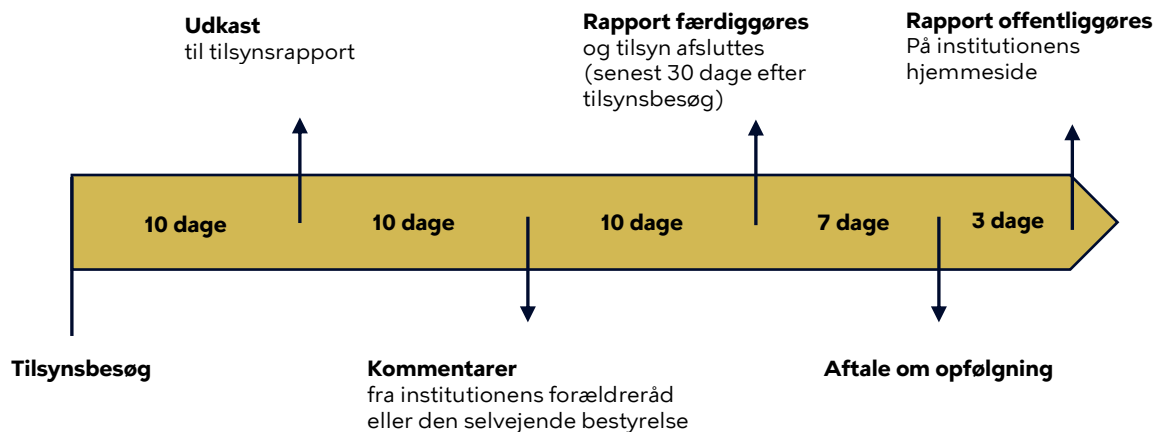 Udkast
til tilsynsrapport
Rapport færdiggøres
og tilsyn afsluttes
(senest 30 dage efter
tilsynsbesøg)
Rapport offentliggøres
På institutionens
hjemmeside
10 dage
10 dage
10 dage
7 dage
3 dage
Tilsynsbesøg
Kommentarer
fra institutionens forældreråd
eller den selvejende bestyrelse
Aftale om opfølgning